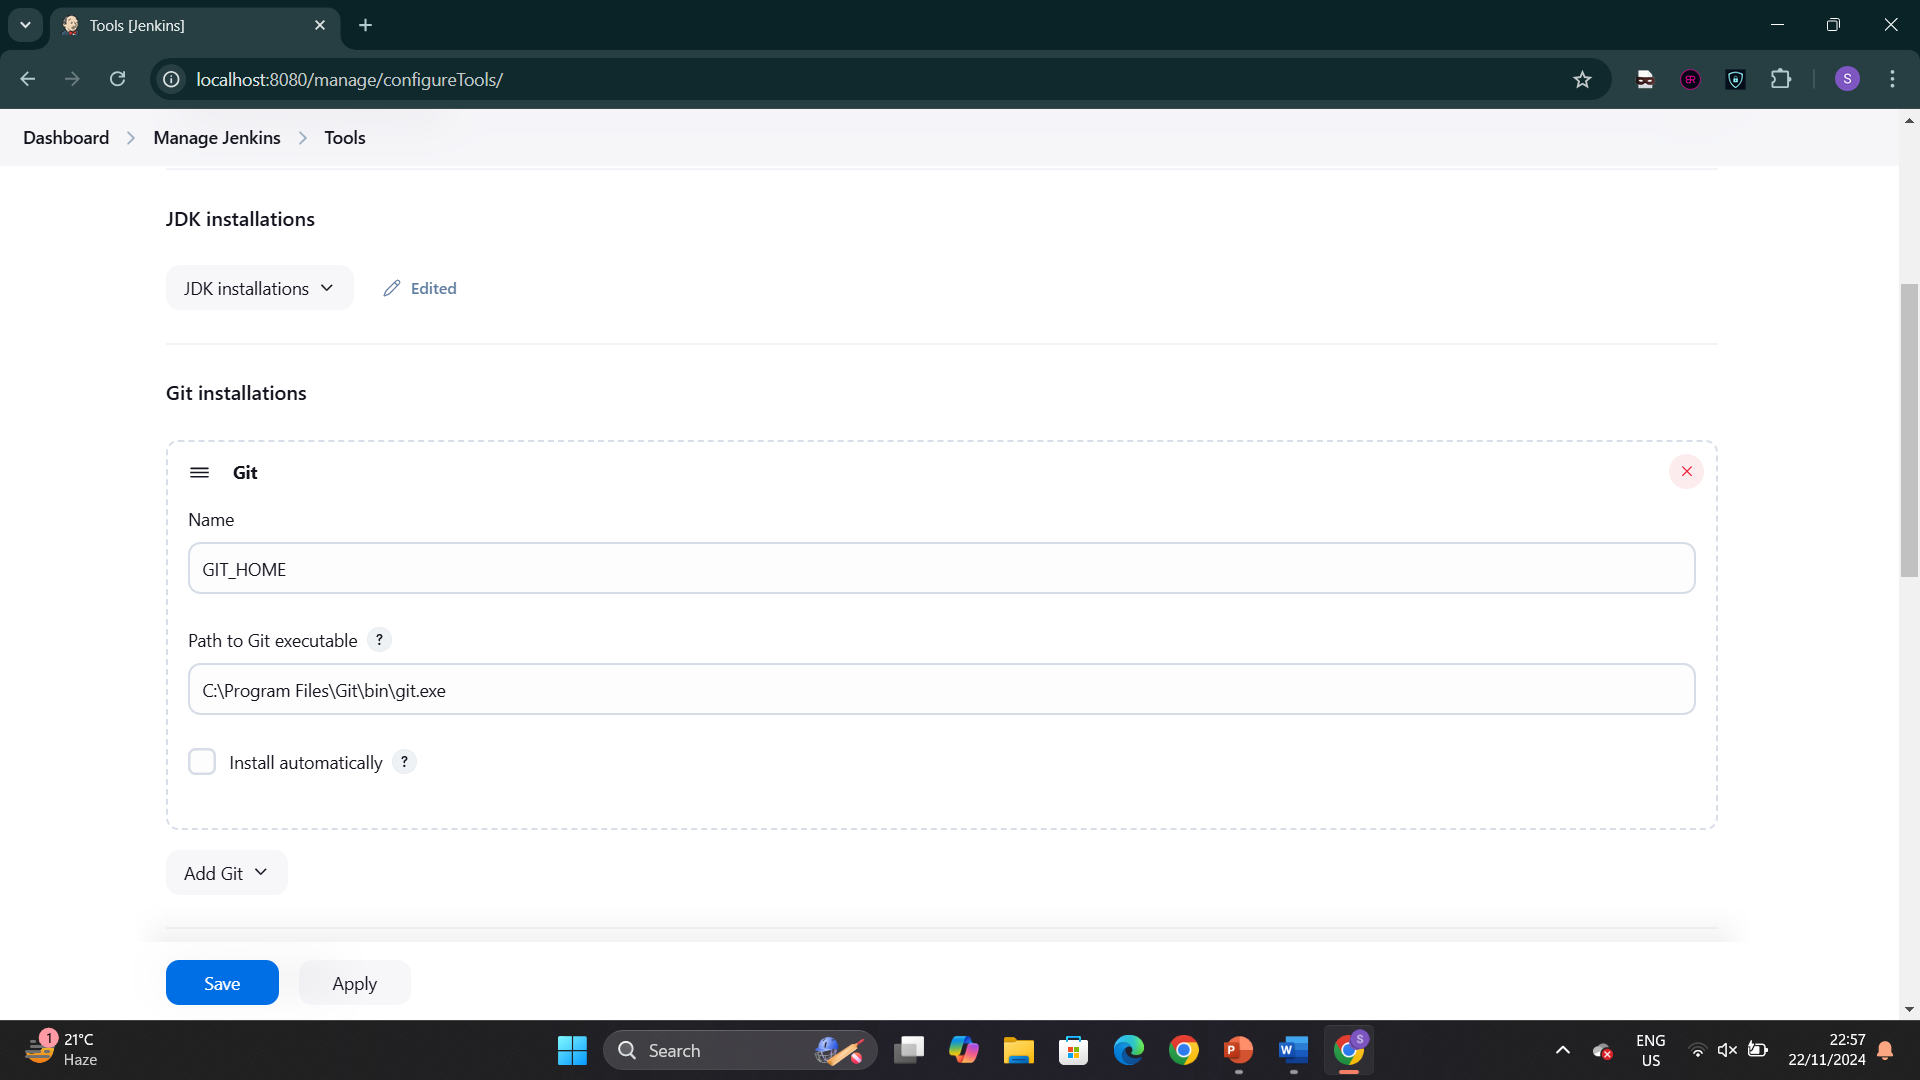 Tools [Jenkins]
localhost:8080/manage/configureTools/
BR
S
Dashboard
Manage Jenkins
Tools
JDK installations
JDK installations
Edited
Git installations
Git
Name
GIT_HOME
Path to Git executable ?
C:\Program Files\Git\bin\git.exe
Install automatically ?
Add Git
Save
Apply
1
21°C
Haze
Search
P
W
S
ENG
US
22:57
22/11/2024